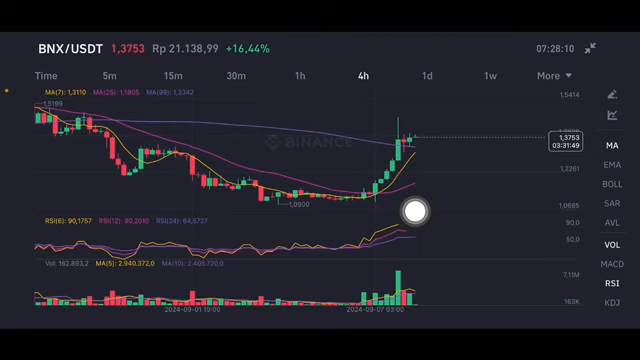 BNX/USDT 1,3753 Rp 21.138,99 +16,44% 07:28:10
Time 5m 15m 30m 1h 4h 1d 1w More
MA(7): 1,3110 MA(25): 1,1805 MA(99): 1,3342
1,5414
1,5199
1,3753
03:31:49
MA
BINANCE
EMA
1,2261
BOLL
1,0900
1,0665
SAR
RSI(6): 90,1757 RSI(12): 80,2010 RSI(24): 64,5727
90,0
AVL
50,0
VOL
Vol: 162.893,2 MA(5): 2.940.372,0 MA(10): 2.405.720,0
MACD
7,11M
RSI
163K
KDJ
2024-09-01 19:00 2024-09-07 03:00